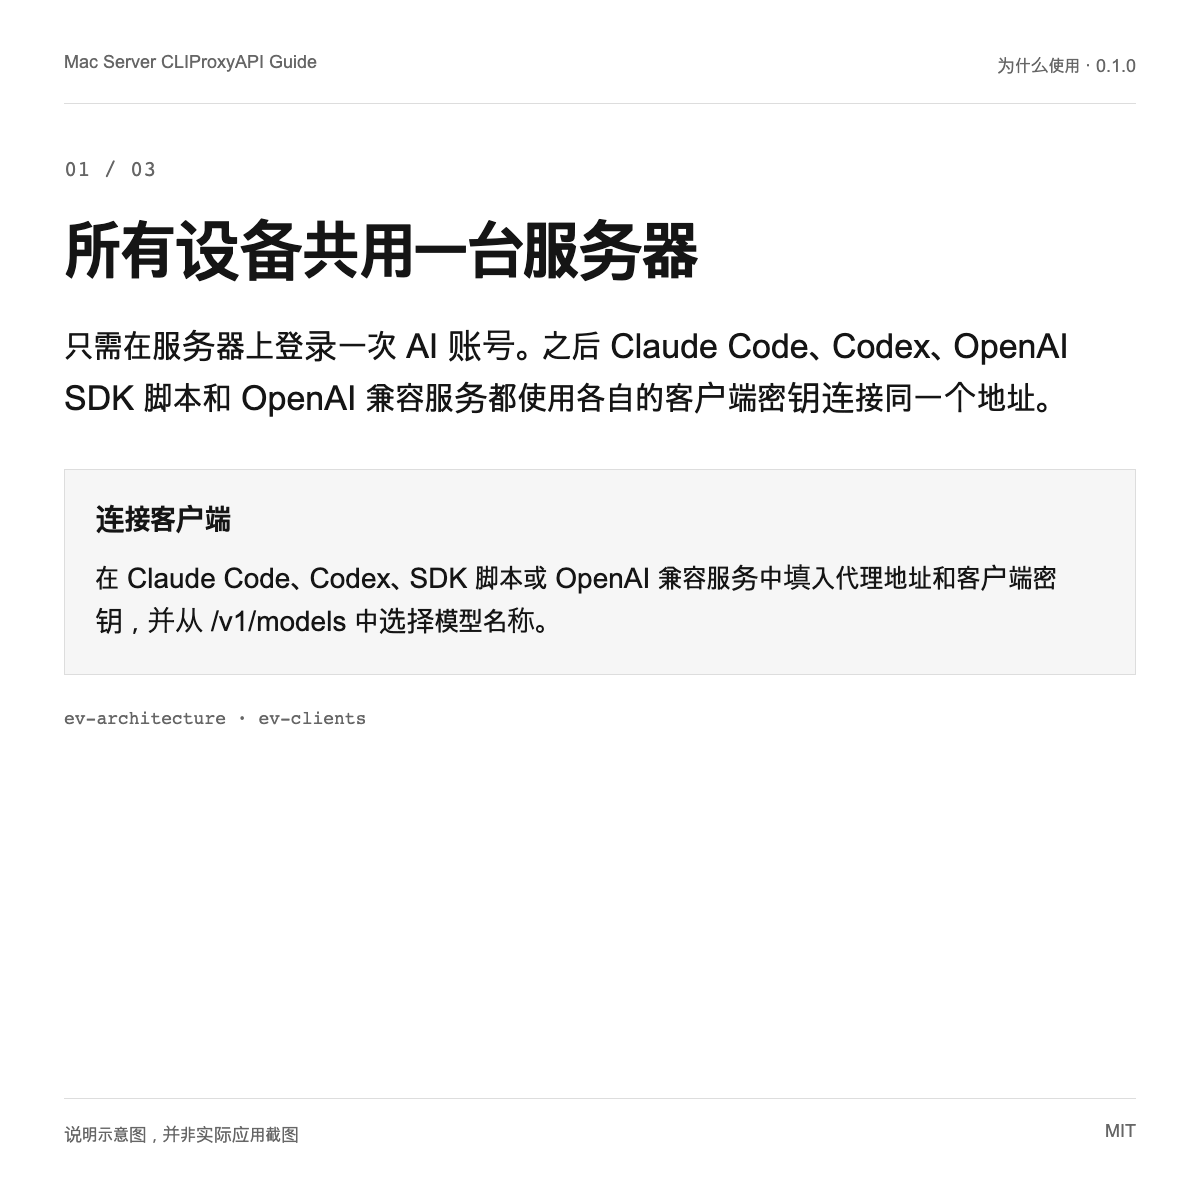 Mac Server CLIProxyAPI Guide
为什么使用 · 0.1.0
01 / 03
所有设备共用一台服务器
只需在服务器上登录一次 AI 账号。之后 Claude Code、Codex、OpenAI
SDK 脚本和 OpenAI 兼容服务都使用各自的客户端密钥连接同一个地址。
连接客户端
在 Claude Code、Codex、SDK 脚本或 OpenAI 兼容服务中填入代理地址和客户端密
钥，并从 /v1/models 中选择模型名称。
ev-architecture · ev-clients
说明示意图，并非实际应用截图
MIT